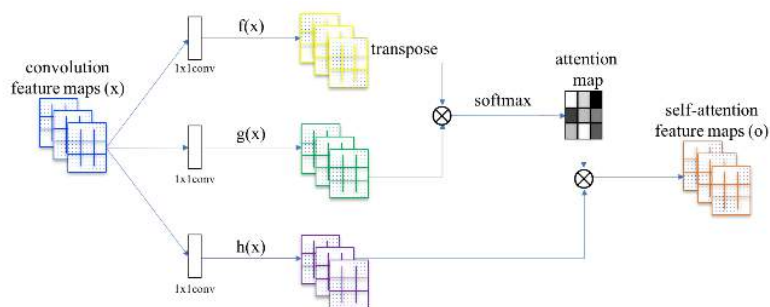 convolution
feature maps (x)
1x1conv
f(x)
transpose
1x1conv
g(x)
softmax
attention
map
1x1conv
h(x)
self-attention
feature maps (o)